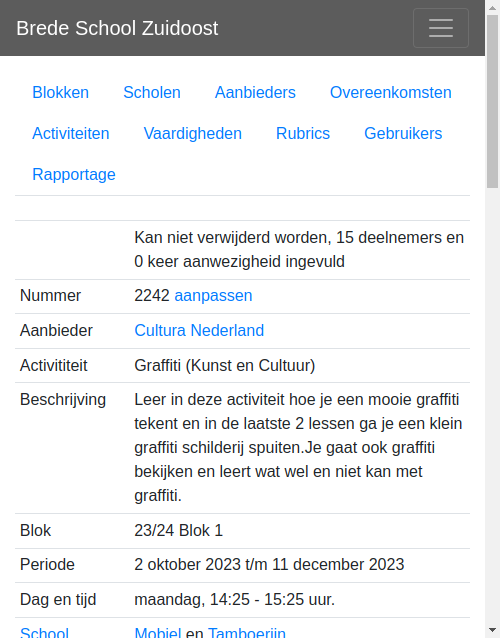 Brede School Zuidoost
Blokken Scholen Aanbieders Overeenkomsten
Activiteiten Vaardigheden Rubrics Gebruikers
Rapportage
Kan niet verwijderd worden, 15 deelnemers en
0 keer aanwezigheid ingevuld
Nummer 2242 aanpassen
Aanbieder Cultura Nederland
Activititeit Graffiti (Kunst en Cultuur)
Beschrijving Leer in deze activiteit hoe je een mooie graffiti
tekent en in de laatste 2 lessen ga je een klein
graffiti schilderij spuiten.Je gaat ook graffiti
bekijken en leert wat wel en niet kan met
graffiti.
Blok 23/24 Blok 1
Periode 2 oktober 2023 t/m 11 december 2023
Dag en tijd maandag, 14:25 - 15:25 uur.
School Mobiel en Tamboerijn